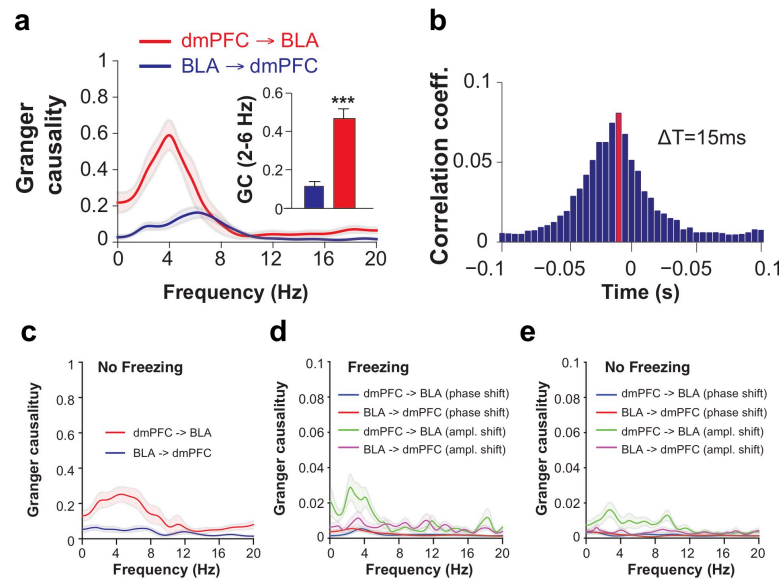 a
dmPFC → BLA
BLA → dmPFC
Granger
causality
1
0.8
0.6
0.4
0.2
0
0 4 8 12 16 20
Frequency (Hz)
GC (2-6 Hz)
0.6
0.4
0.2
0
***
b
Correlation coeff.
0.1
0.05
0
ΔT=15ms
−0.1 −0.05 0 −0.05 0.1
Time (s)
c
No Freezing
Granger causalituy
1
0.8
0.6
0.4
0.2
0
dmPFC -> BLA
BLA -> dmPFC
0 4 8 12 16 20
Frequency (Hz)
d
Freezing
Granger causality
0.1
0.08
0.06
0.04
0.02
0
dmPFC -> BLA (phase shift)
BLA -> dmPFC (phase shift)
dmPFC -> BLA (ampl. shift)
BLA -> dmPFC (ampl. shift)
0 4 8 12 16 20
Frequency (Hz)
e
No Freezing
Granger causality
0.1
0.08
0.06
0.04
0.02
0
dmPFC -> BLA (phase shift)
BLA -> dmPFC (phase shift)
dmPFC -> BLA (ampl. shift)
BLA -> dmPFC (ampl. shift)
0 4 8 12 16 20
Frequency (Hz)